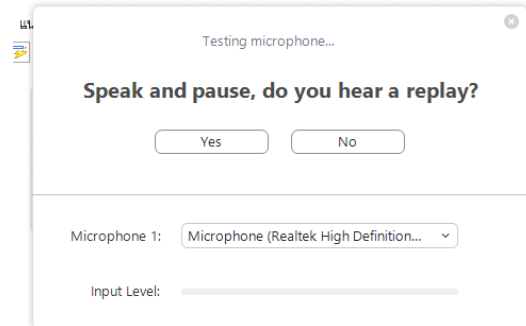 Testing microphone...
Speak and pause, do you hear a replay?
Yes
No
Microphone 1:
Microphone (Realtek High Definition...
Input Level: